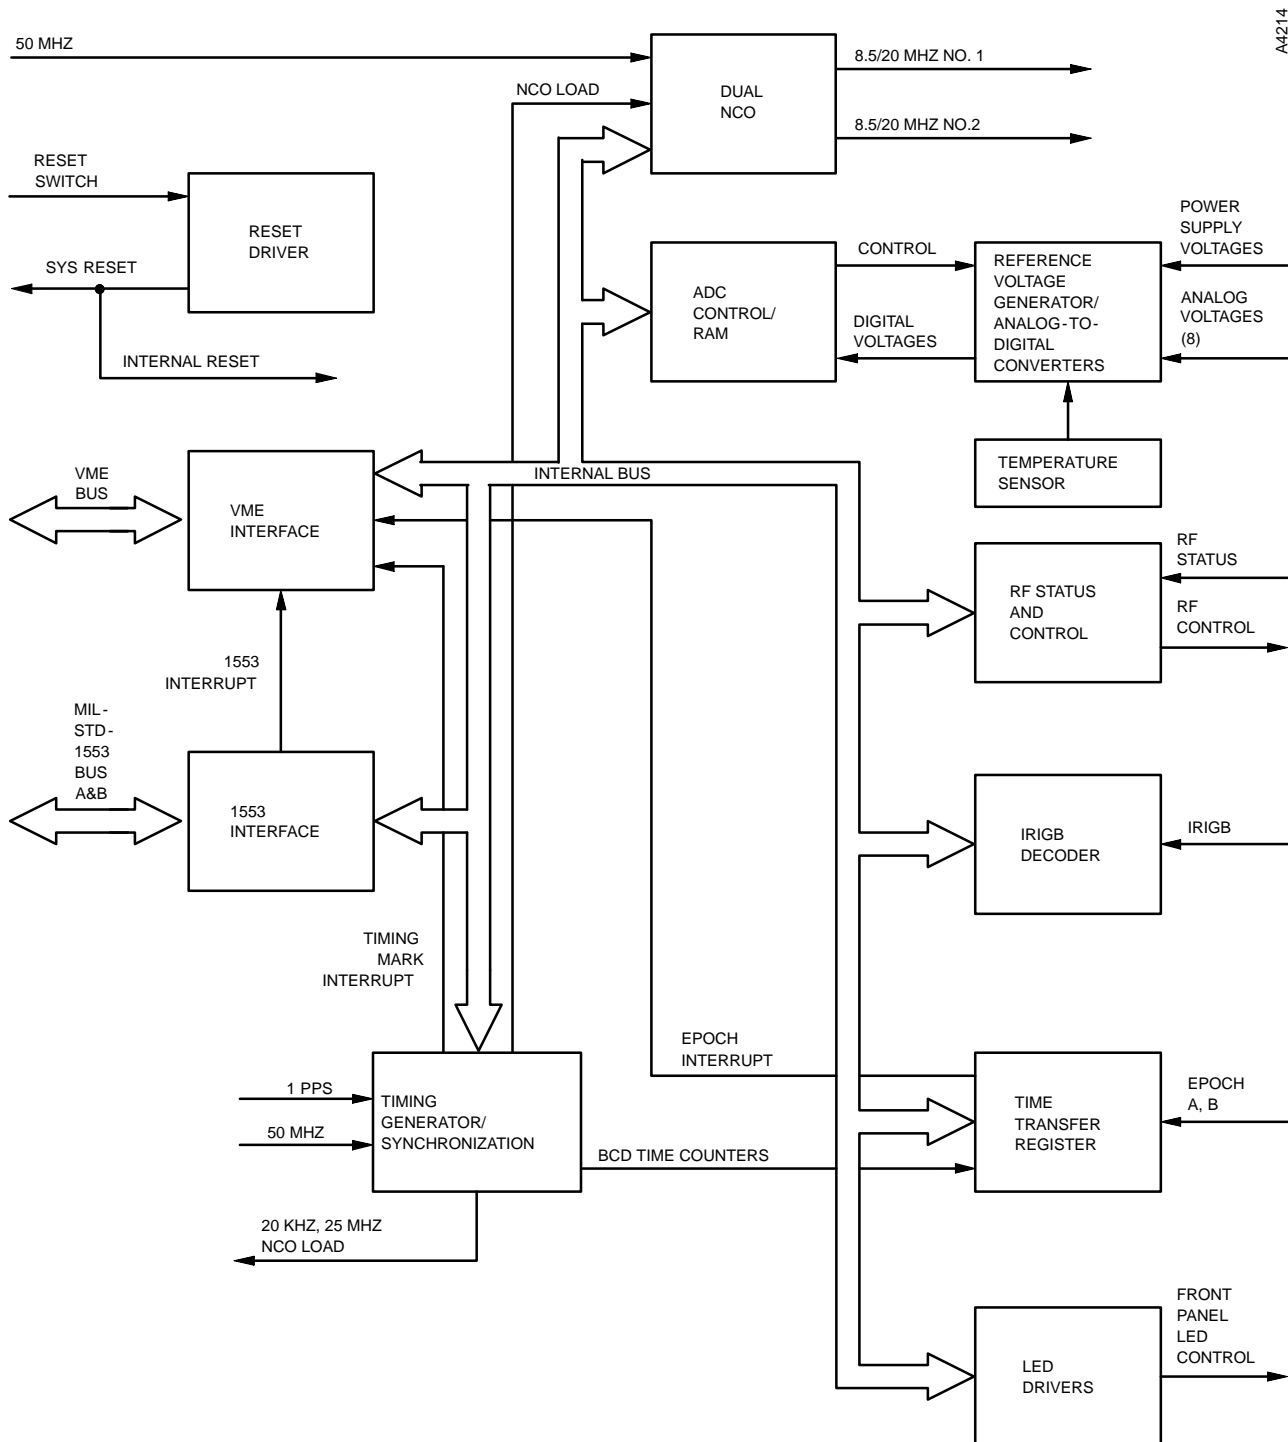 A4214
50 MHZ
NCO LOAD
DUAL
NCO
8.5/20 MHZ NO. 1
8.5/20 MHZ NO.2
RESET
SWITCH
RESET
DRIVER
SYS RESET
INTERNAL RESET
ADC
CONTROL/
RAM
CONTROL
DIGITAL
VOLTAGES
REFERENCE
VOLTAGE
GENERATOR/
ANALOG-TO-
DIGITAL
CONVERTERS
POWER
SUPPLY
VOLTAGES
ANALOG
VOLTAGES
(8)
TEMPERATURE
SENSOR
VME
BUS
VME
INTERFACE
INTERNAL BUS
RF STATUS
AND
CONTROL
RF
STATUS
RF
CONTROL
1553
INTERRUPT
MIL-
STD-
1553
BUS
A&B
1553
INTERFACE
IRIGB
DECODER
IRIGB
TIMING
MARK
INTERRUPT
EPOCH
INTERRUPT
1 PPS
50 MHZ
TIMING
GENERATOR/
SYNCHRONIZATION
BCD TIME COUNTERS
TIME
TRANSFER
REGISTER
EPOCH
A, B
20 KHZ, 25 MHZ
NCO LOAD
LED
DRIVERS
FRONT
PANEL
LED
CONTROL